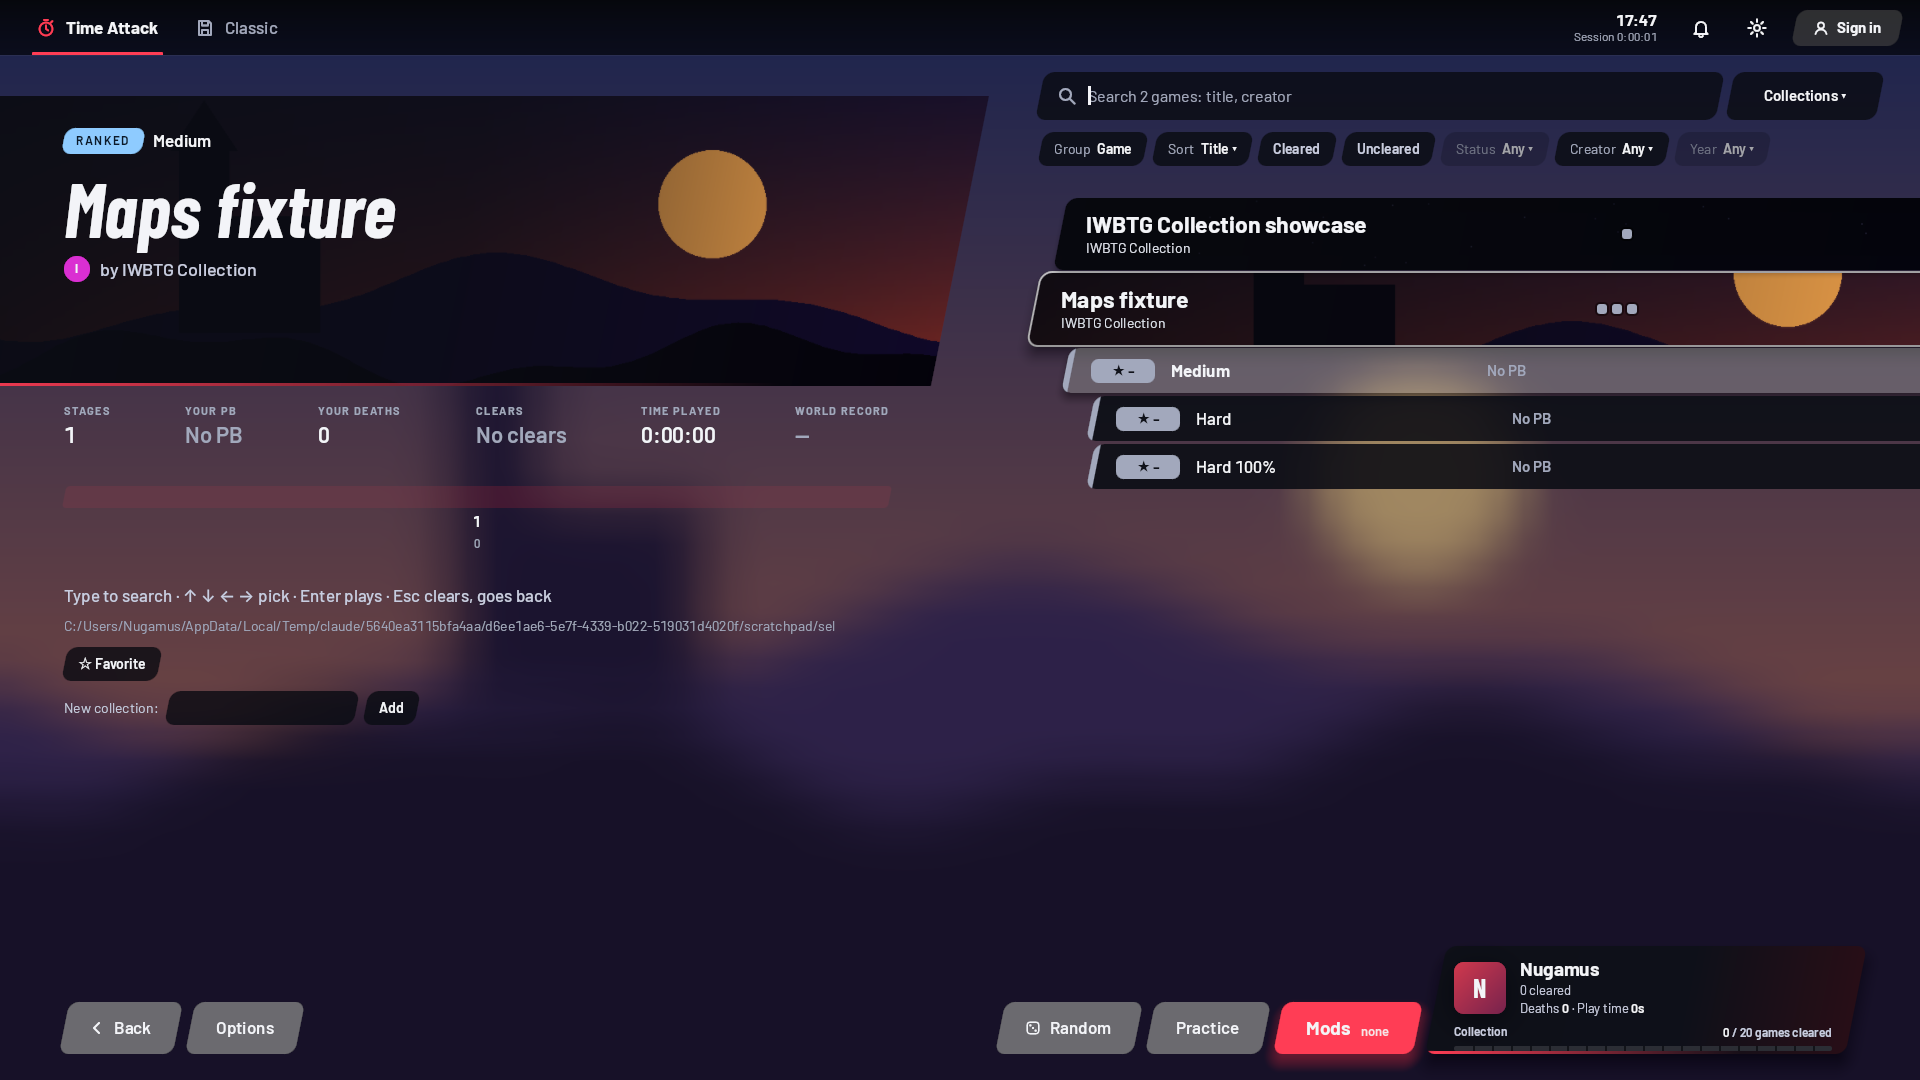 Time Attack
Classic
17:47
Session 0:00:01
Sign in
Search 2 games: title, creator
Collections ▾
Group Game
Sort Title ▾
Cleared
Uncleared
Status Any ▾
Creator Any ▾
Year Any ▾
RANKED Medium
Maps fixture
I by IWBTG Collection
STAGES
1
YOUR PB
No PB
YOUR DEATHS
0
CLEARS
No clears
TIME PLAYED
0:00:00
WORLD RECORD
–
1
0
Type to search · ↑ ↓ ← → pick · Enter plays · Esc clears, goes back
C:/Users/Nugamus/AppData/Local/Temp/claude/5640ea3115bfa4aa/d6ee1ae6-5e7f-4339-b022-519031d4020f/scratchpad/sel
☆ Favorite
New collection:
Add
IWBTG Collection showcase
IWBTG Collection
Maps fixture
IWBTG Collection
★ – Medium No PB
★ – Hard No PB
★ – Hard 100% No PB
Back
Options
Random
Practice
Mods none
N
Nugamus
0 cleared
Deaths 0 · Play time 0s
Collection
0 / 20 games cleared